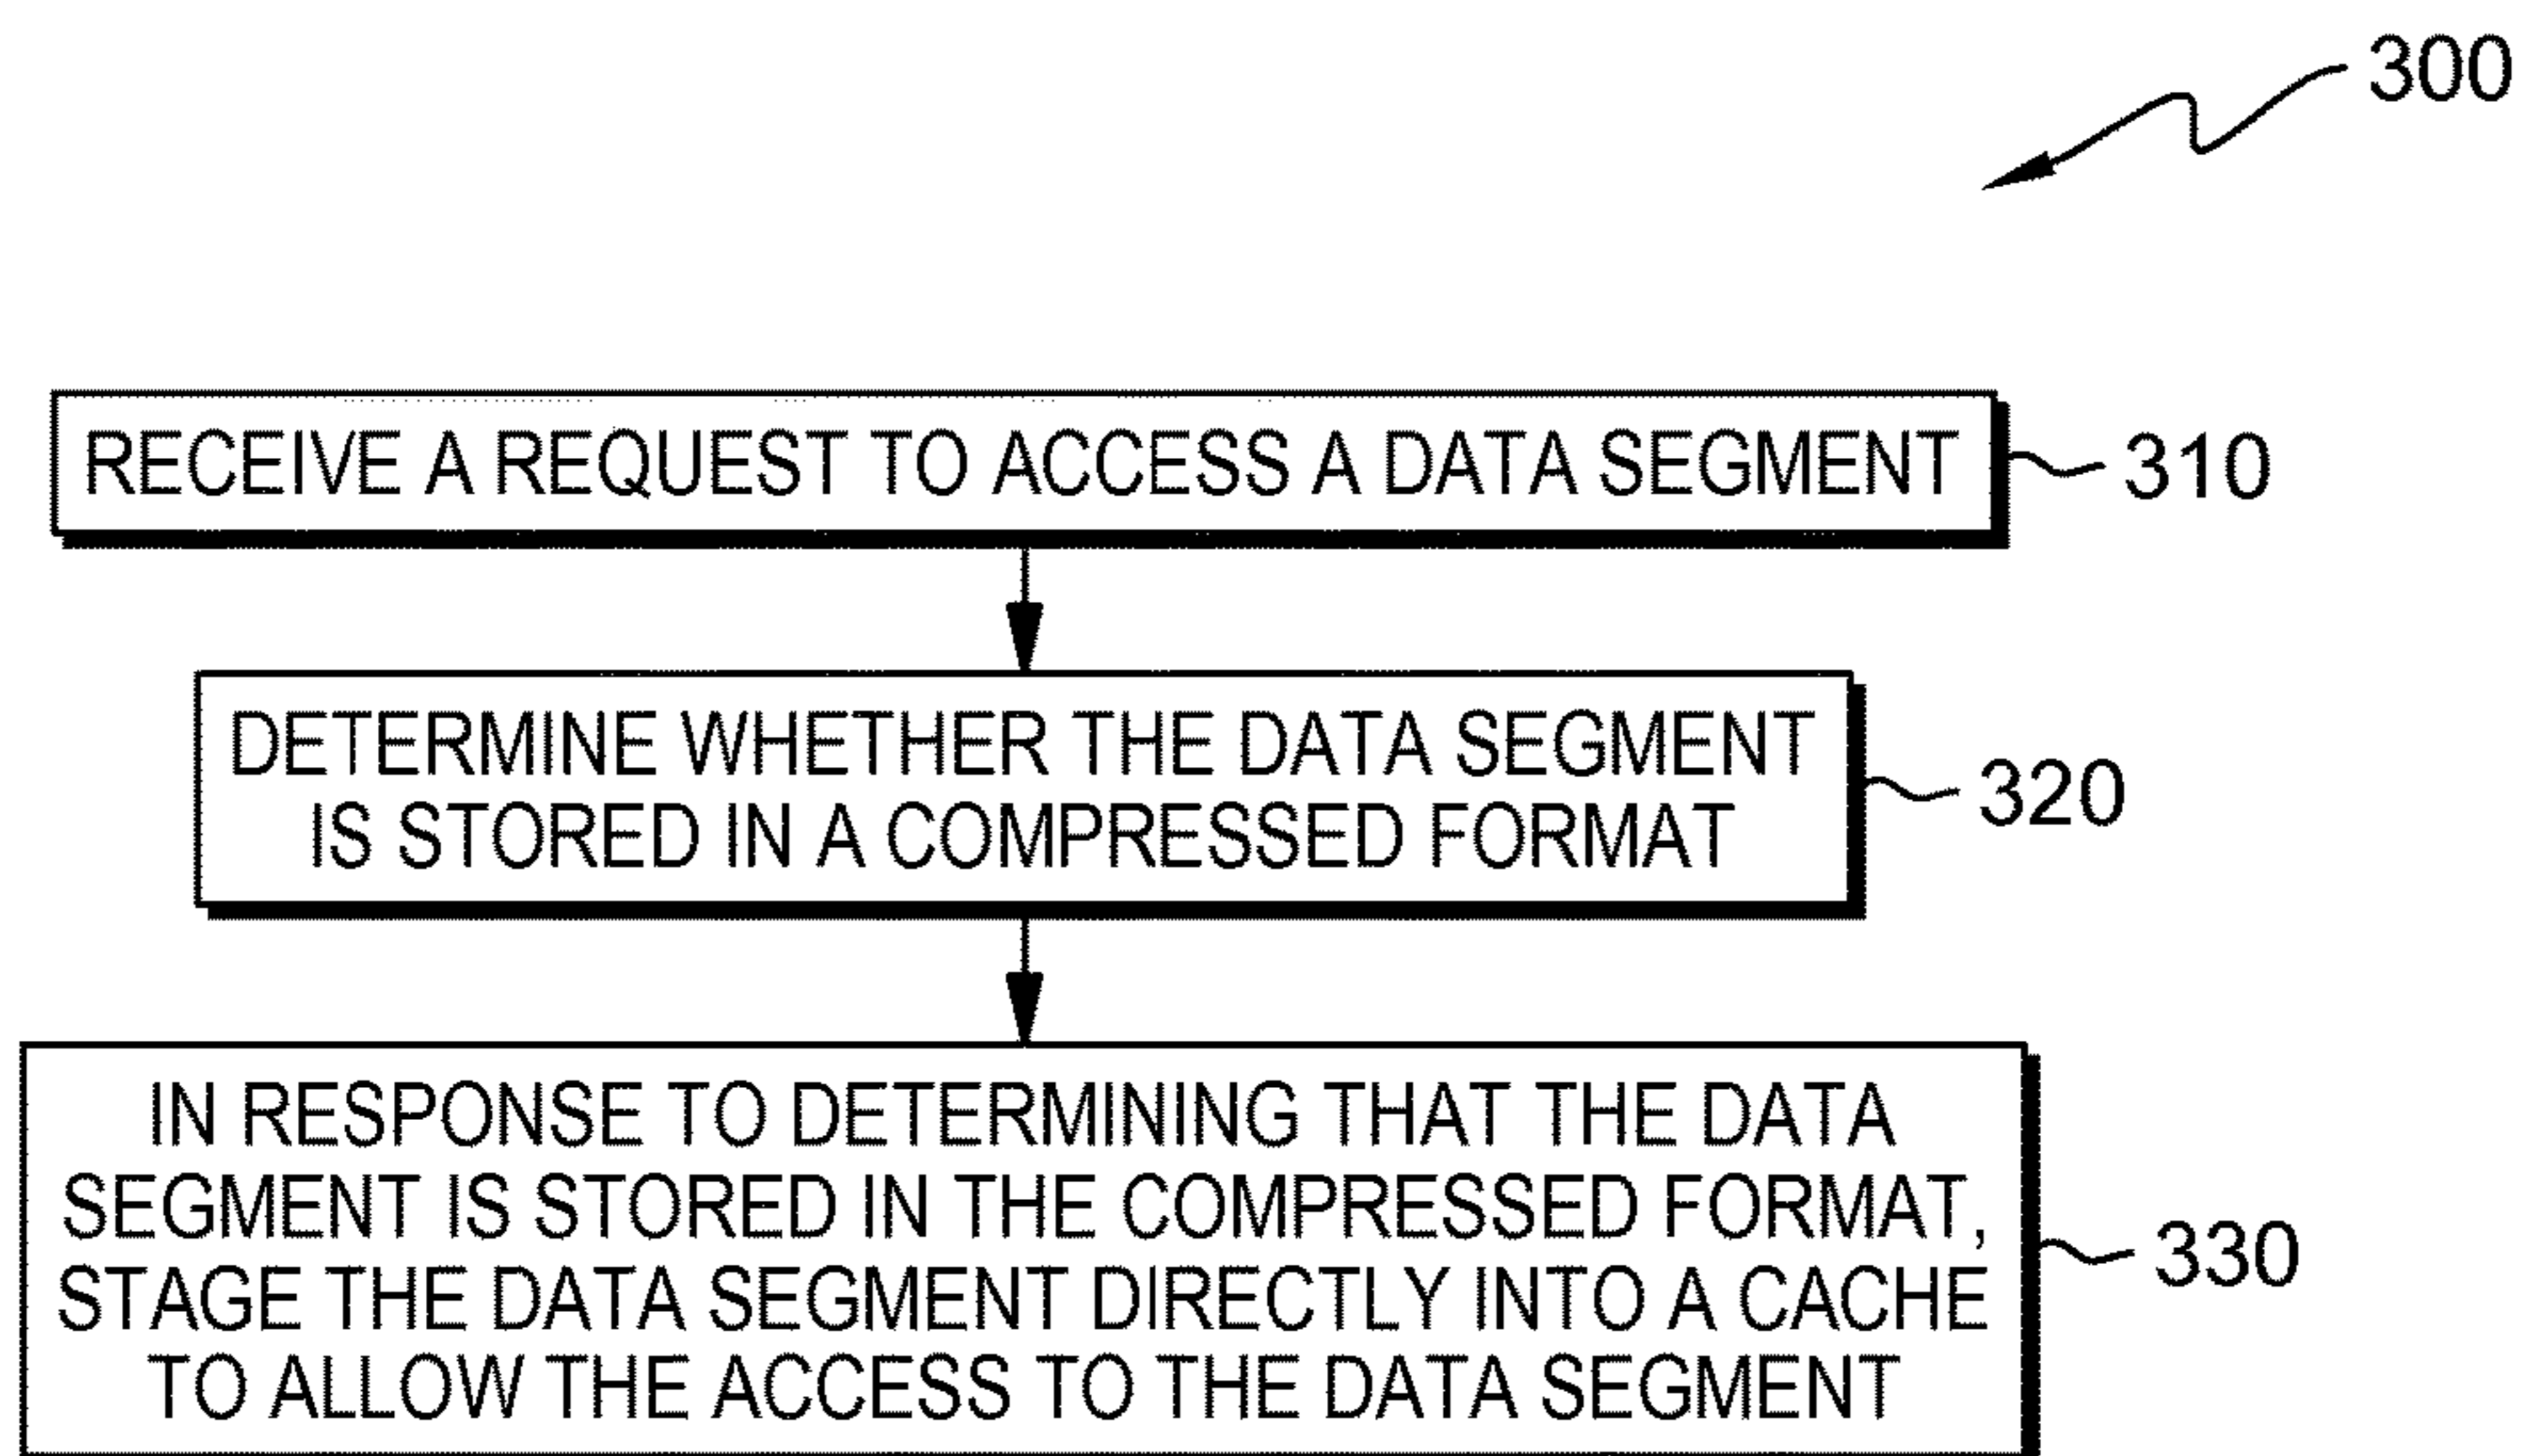 300
RECEIVE A REQUEST TO ACCESS A DATA SEGMENT
310
DETERMINE WHETHER THE DATA SEGMENT
IS STORED IN A COMPRESSED FORMAT
320
IN RESPONSE TO DETERMINING THAT THE DATA
SEGMENT IS STORED IN THE COMPRESSED FORMAT,
STAGE THE DATA SEGMENT DIRECTLY INTO A CACHE
TO ALLOW THE ACCESS TO THE DATA SEGMENT
330